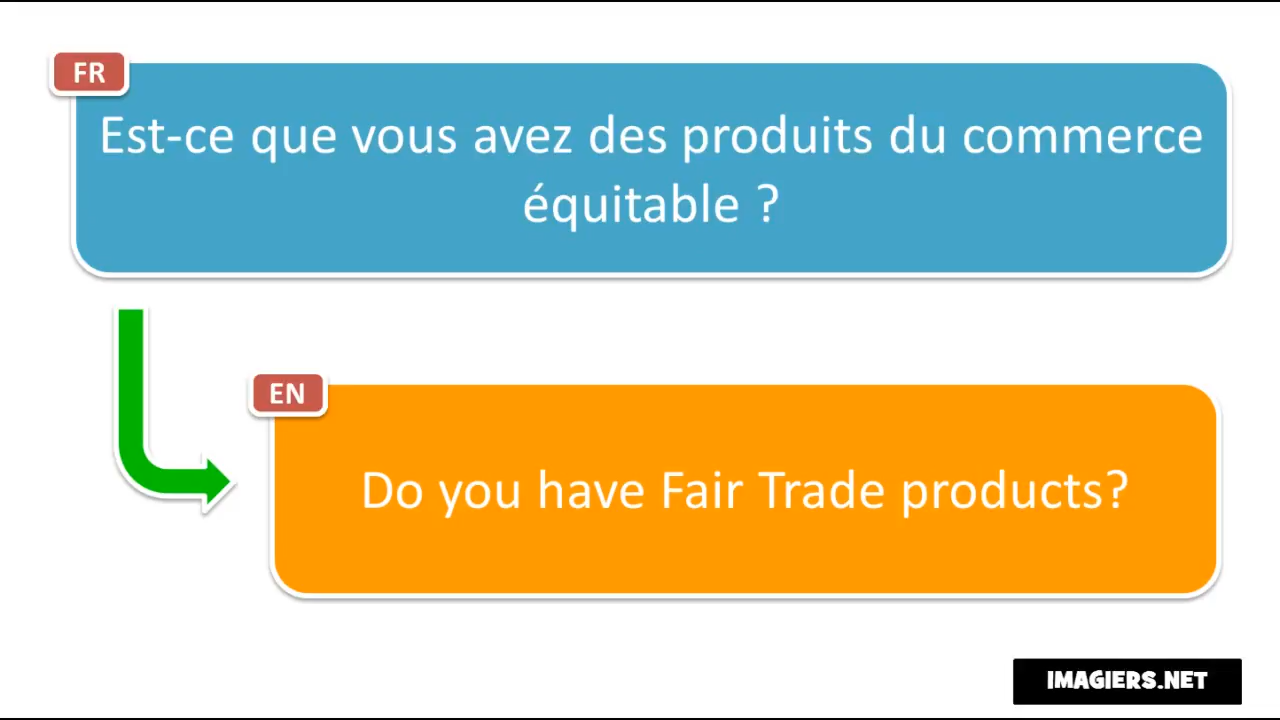 FR
Est-ce que vous avez des produits du commerce
équitable ?
EN
Do you have Fair Trade products?
IMAGIERS.NET